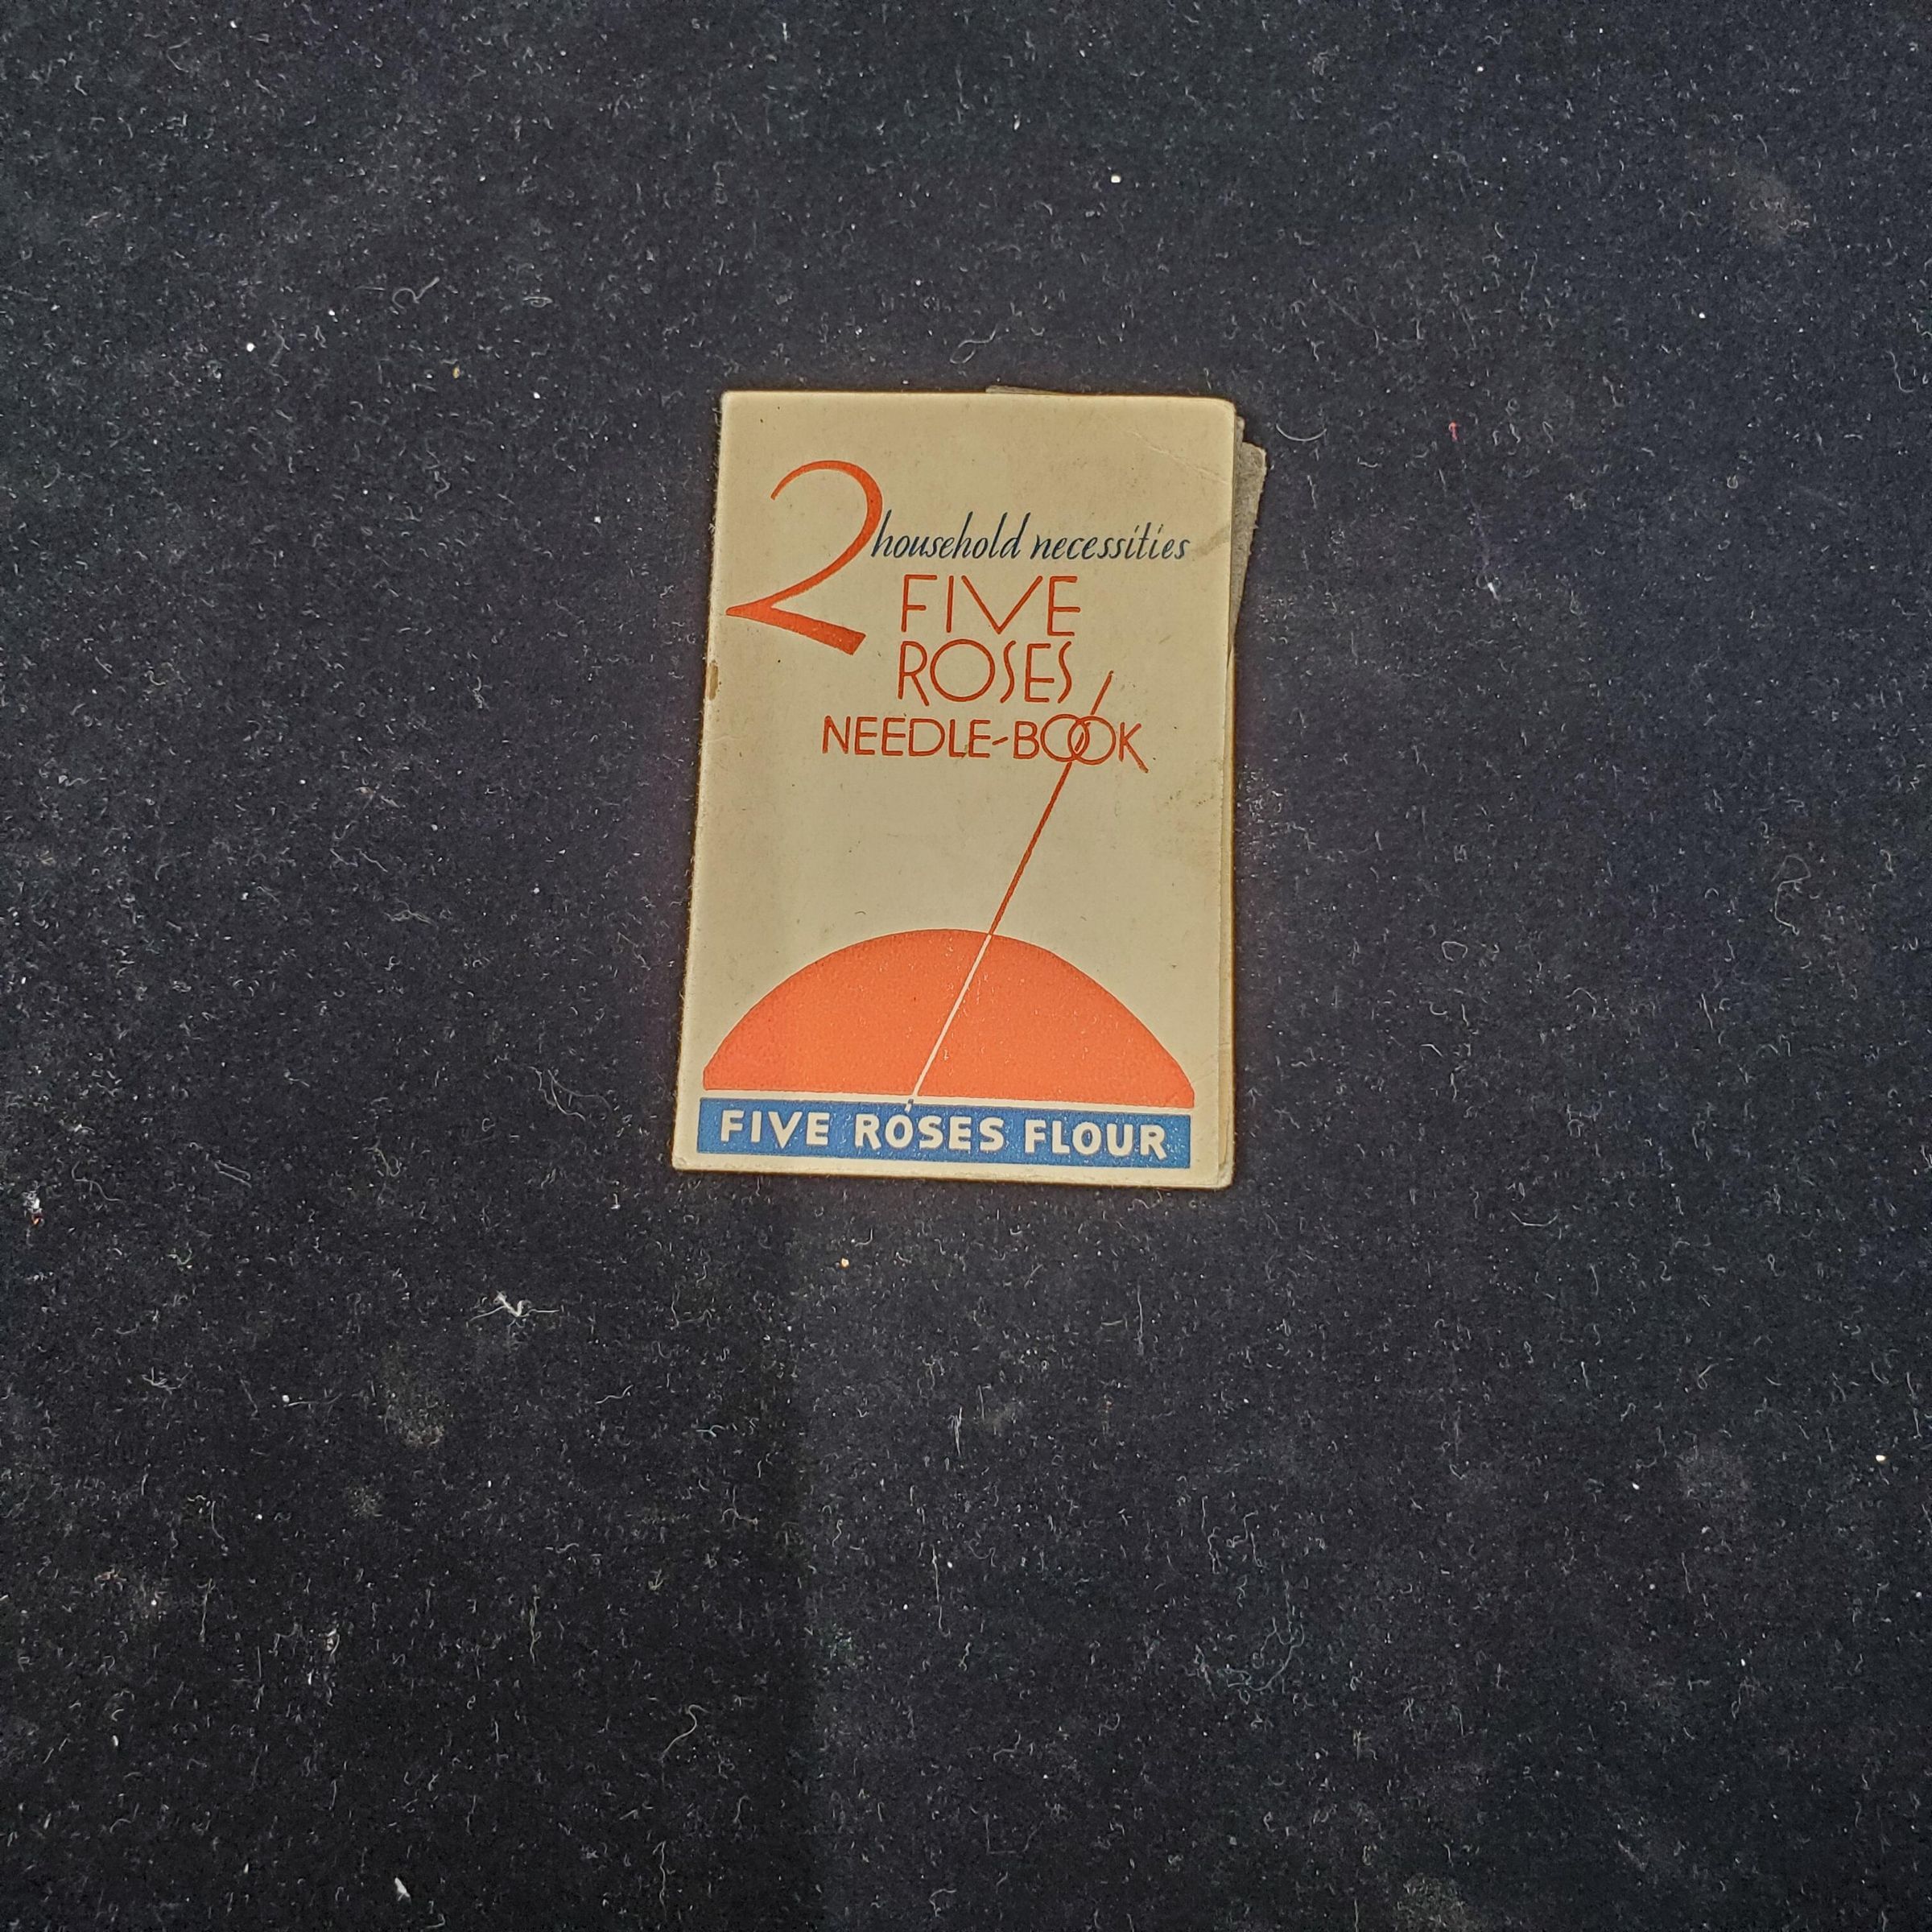 2 household necessities
FIVE
ROSES
NEEDLE-BOOK
FIVE ROSES FLOUR